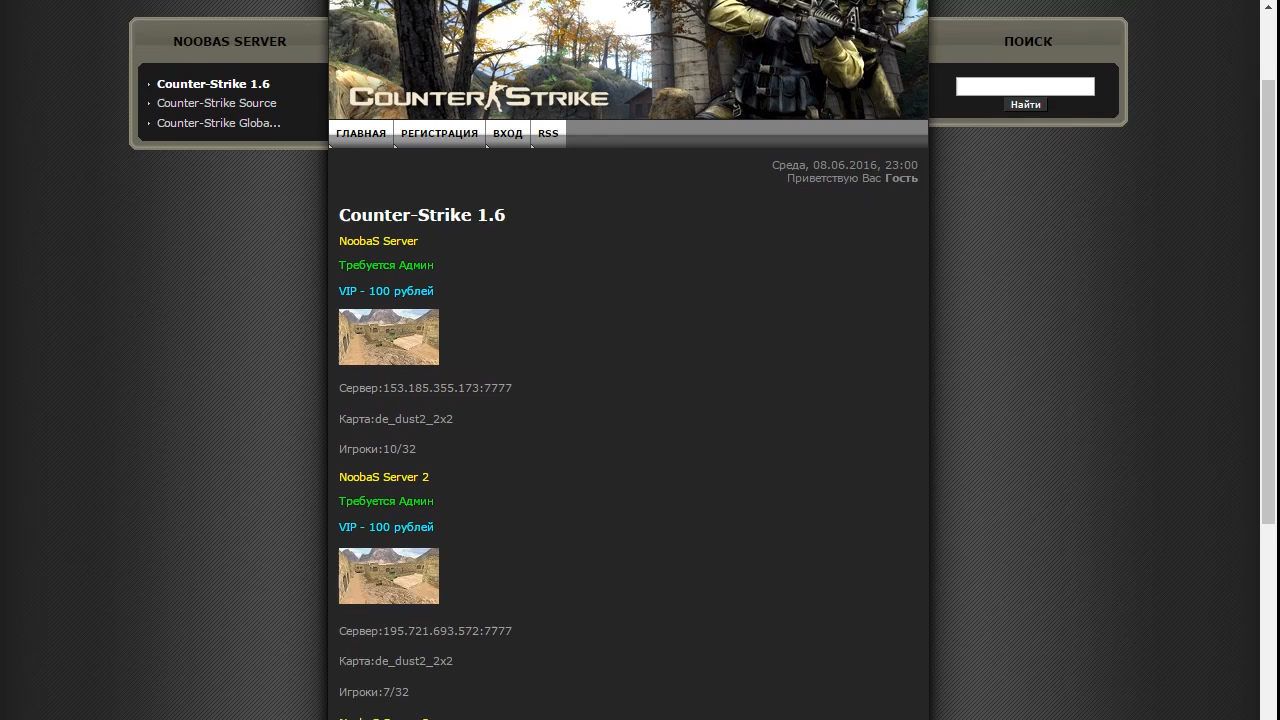 NOOBAS SERVER
Counter-Strike 1.6
Counter-Strike Source
Counter-Strike Globa...
COUNTER STRIKE
ПОИСК
Найти
ГЛАВНАЯ РЕГИСТРАЦИЯ ВХОД RSS
Среда, 08.06.2016, 23:00
Приветствую Вас Гость
Counter-Strike 1.6
NoobaS Server
Требуется Админ
VIP - 100 рублей
Сервер:153.185.355.173:7777
Карта:de_dust2_2x2
Игроки:10/32
NoobaS Server 2
Требуется Админ
VIP - 100 рублей
Сервер:195.721.693.572:7777
Карта:de_dust2_2x2
Игроки:7/32